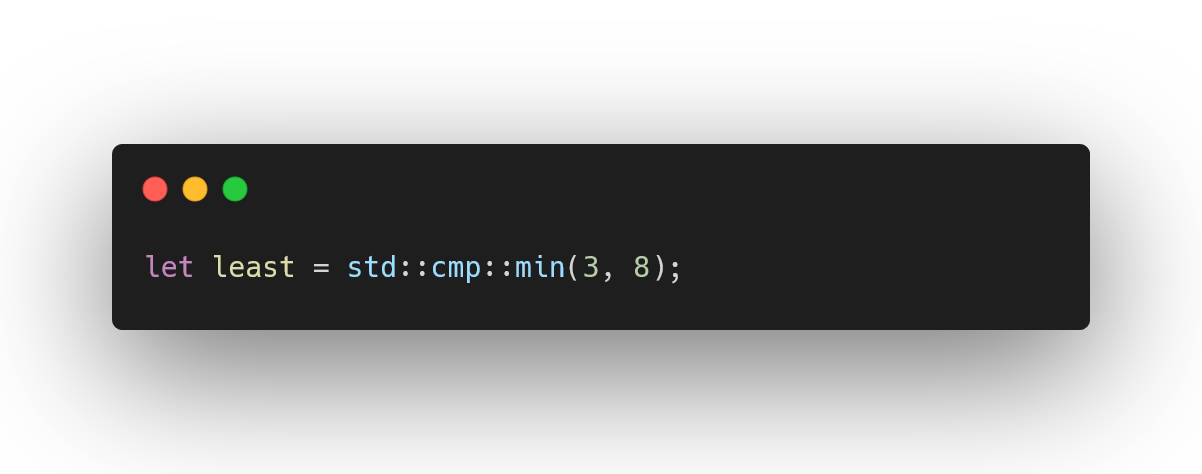 let least = std::cmp::min(3, 8);